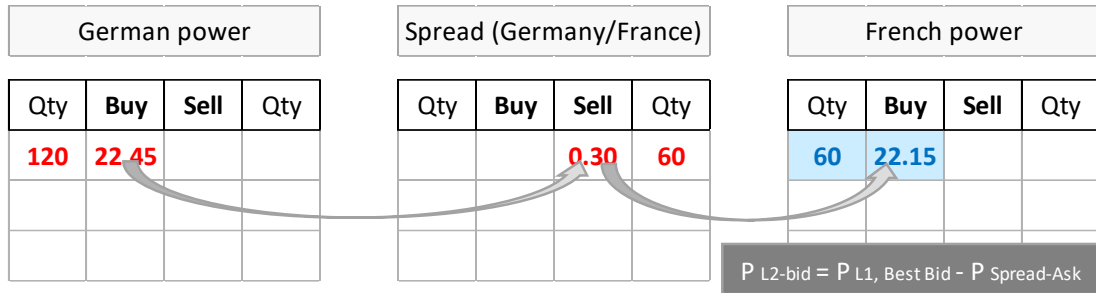 German power Spread (Germany/France) French power
Qty Buy Sell Qty Qty Buy Sell Qty Qty Buy Sell Qty
120 22.45 0.30 60 60 22.15
P L2-bid = P L1, Best Bid - P Spread-Ask